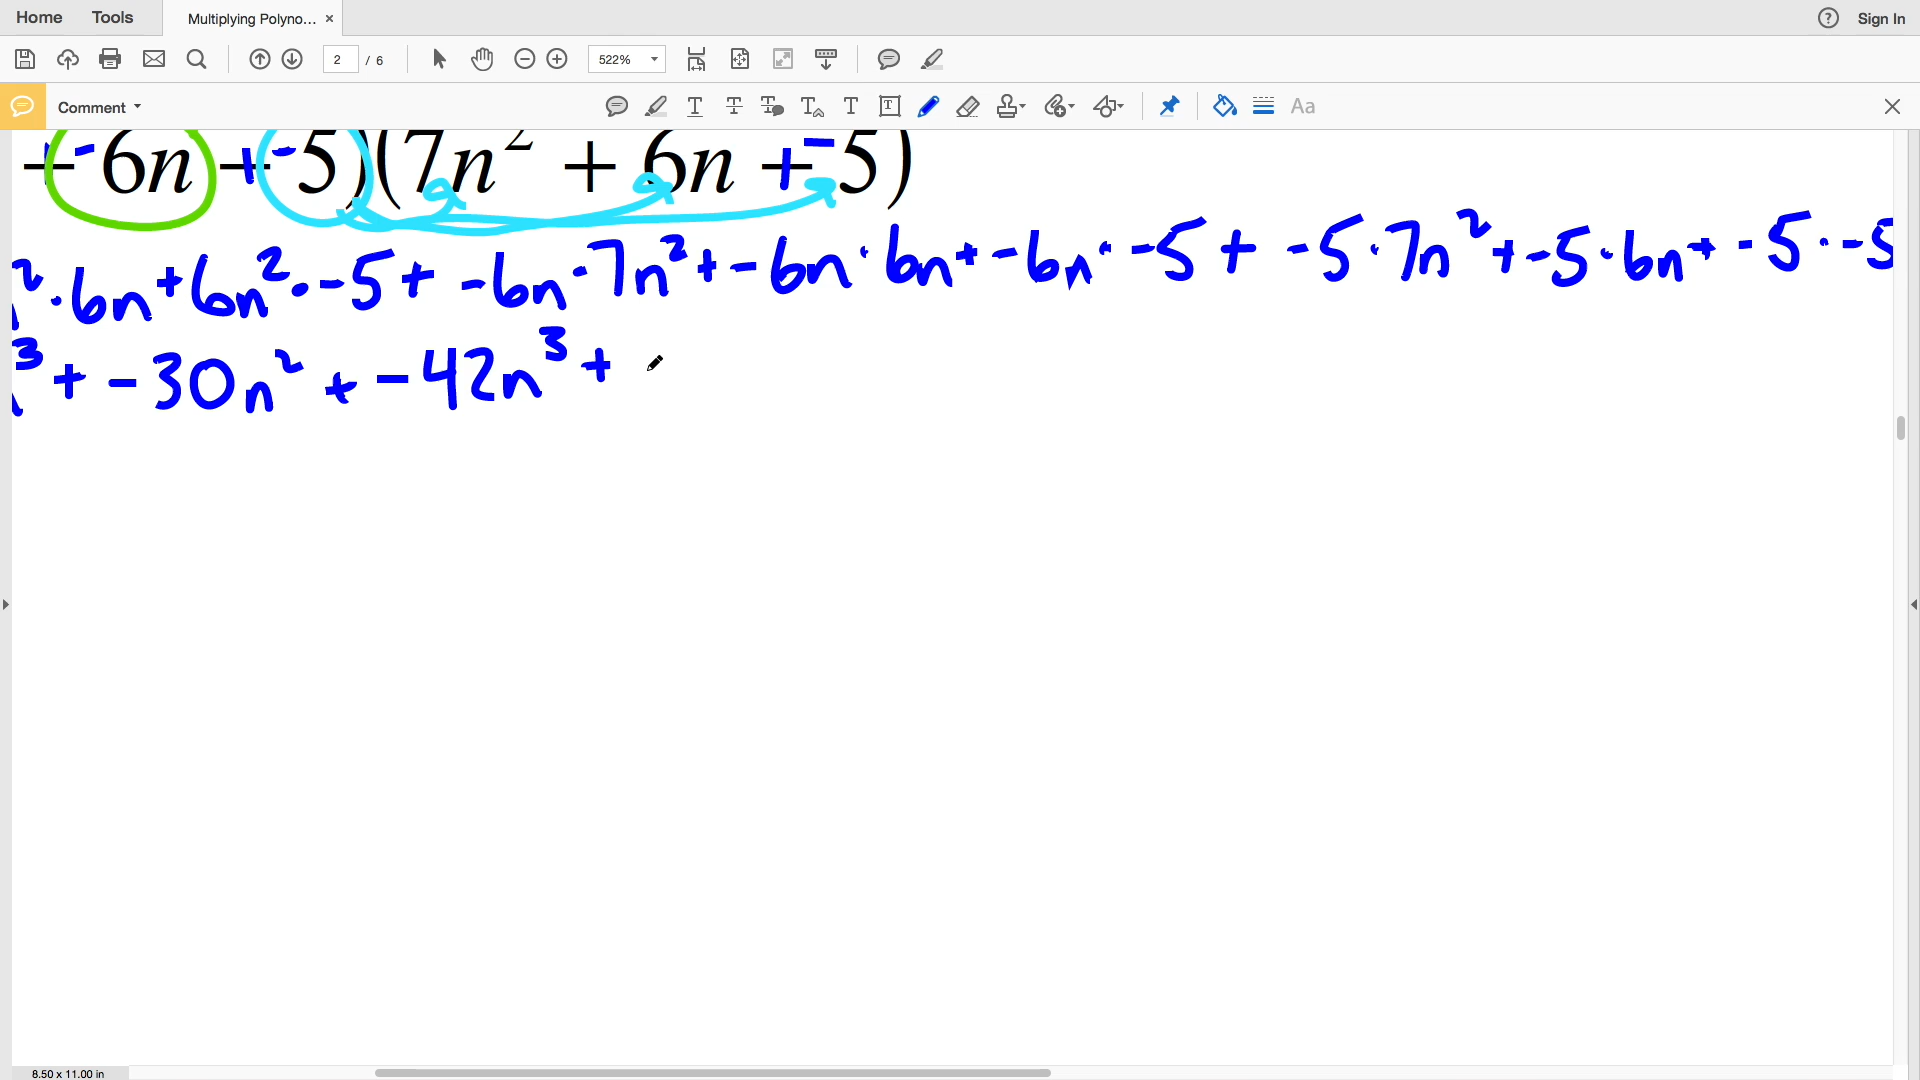 Home Tools Multiplying Polyno... × ? Sign In
2 / 6 522%
Comment T T T T T T Aa
- 6n + - 5)(7n² + 6n + - 5)
² · 6n + 6n² · -5 + -6n · 7n² + -6n · 6n + -6n · -5 + -5 · 7n² + -5 · 6n + -5 · -5
³ + -30n² + -42n³ +
8.50 x 11.00 in